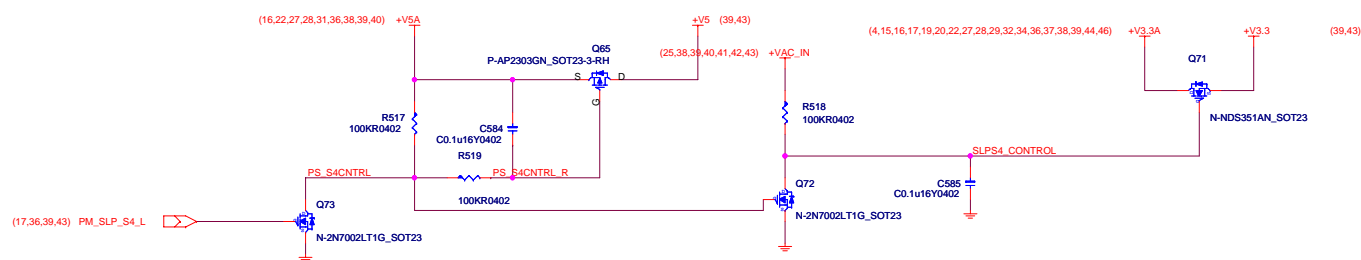 (16,22,27,28,31,36,38,39,40) +V5A
+V5 (39,43)
(4,15,16,17,19,20,22,27,28,29,32,34,36,37,38,39,44,46) +V3.3A
+V3.3 (39,43)
Q65
P-AP2303GN_SOT23-3-RH
(25,38,39,40,41,42,43) +VAC_IN
Q71
S
D
G
N-NDS351AN_SOT23
R517
100KR0402
C584
C0.1u16Y0402
R518
100KR0402
R519
SLPS4_CONTROL
PS_S4CNTRL
PS_S4CNTRL_R
100KR0402
Q72
C585
C0.1u16Y0402
Q73
N-2N7002LT1G_SOT23
(17,36,39,43) PM_SLP_S4_L
N-2N7002LT1G_SOT23